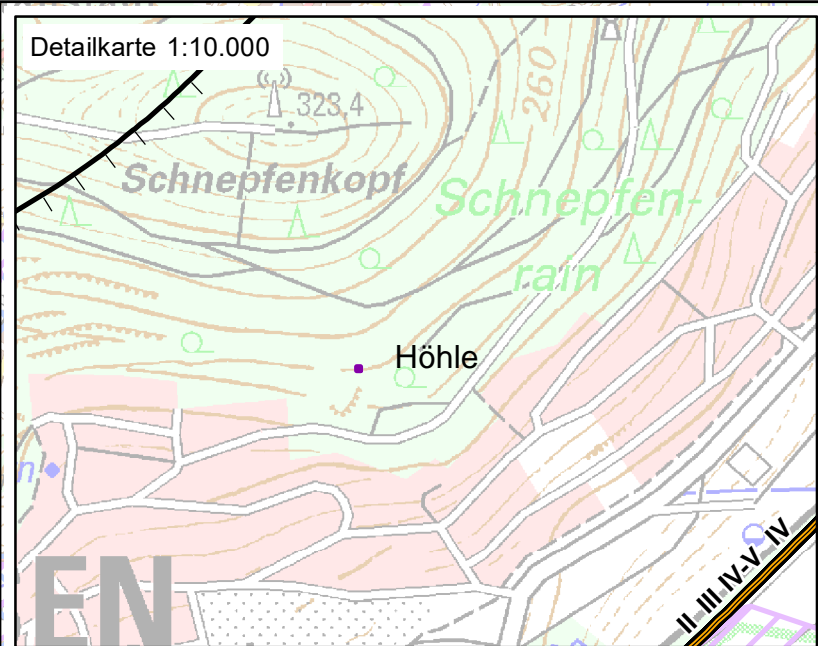 Detailkarte 1:10.000
323,4
260
Schnepfenkopf
Schnepfen-
rain
Höhle
n
EN
II III IV-V IV